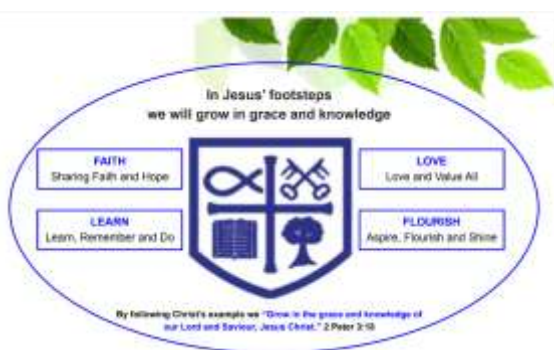 In Jesus' footsteps
we will grow in grace and knowledge
FAITH
Sharing Faith and Hope
LOVE
Love and Value All
LEARN
Learn, Remember and Do
FLOURISH
Aspire, Flourish and Shine
By following Christ's example we "Grow in the grace and knowledge of
our Lord and Saviour, Jesus Christ." 2 Peter 3:18